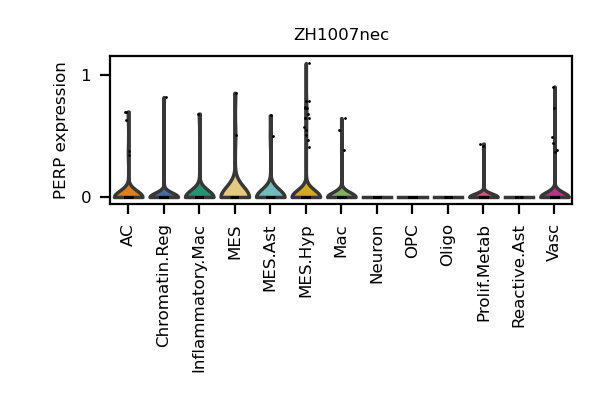 ZH1007nec
PERP expression
1
0
AC
Chromatin.Reg
Inflammatory.Mac
MES
MES.Ast
MES.Hyp
Mac
Neuron
OPC
Oligo
Prolif.Metab
Reactive.Ast
Vasc